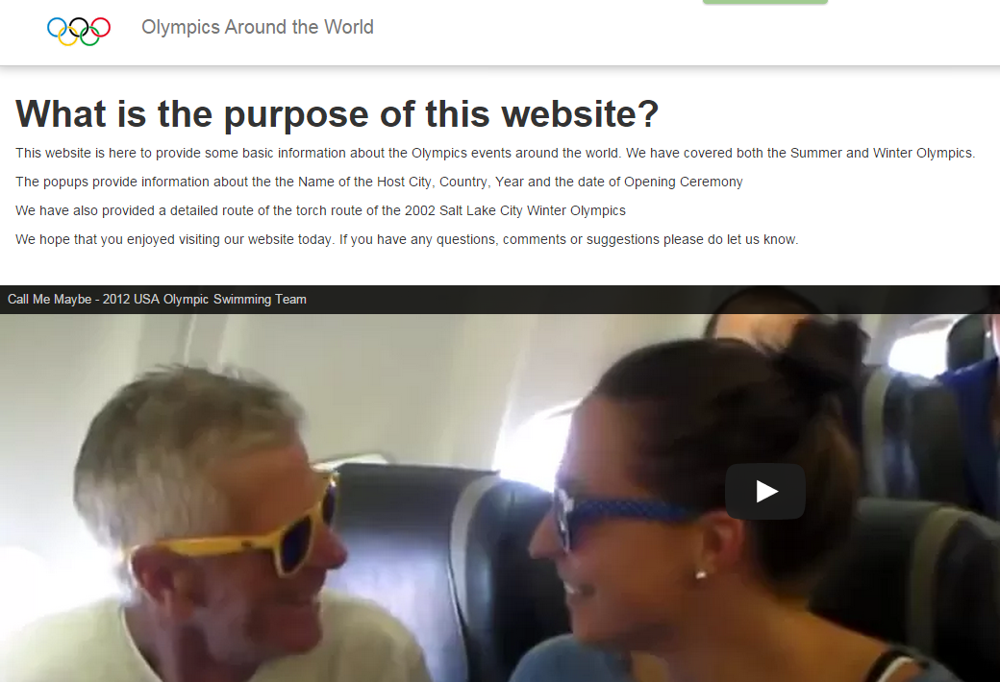 Olympics Around the World
What is the purpose of this website?
This website is here to provide some basic information about the Olympics events around the world. We have covered both the Summer and Winter Olympics.
The popups provide information about the the Name of the Host City, Country, Year and the date of Opening Ceremony
We have also provided a detailed route of the torch route of the 2002 Salt Lake City Winter Olympics
We hope that you enjoyed visiting our website today. If you have any questions, comments or suggestions please do let us know.
Call Me Maybe - 2012 USA Olympic Swimming Team